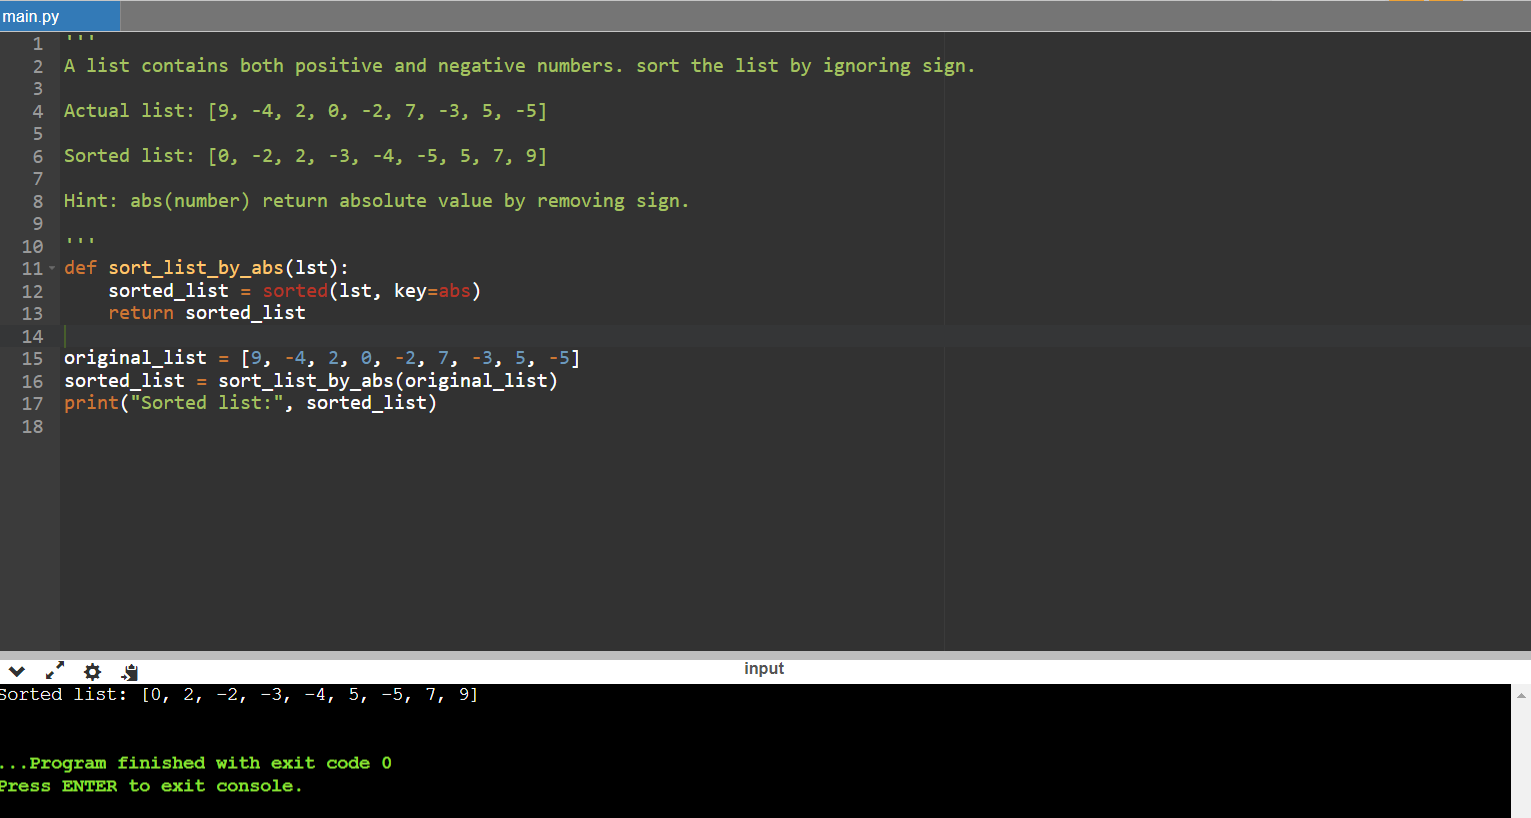 main.py
1 '''
2 A list contains both positive and negative numbers. sort the list by ignoring sign.
3
4 Actual list: [9, -4, 2, 0, -2, 7, -3, 5, -5]
5
6 Sorted list: [0, -2, 2, -3, -4, -5, 5, 7, 9]
7
8 Hint: abs(number) return absolute value by removing sign.
9
10 '''
11 def sort_list_by_abs(lst):
12     sorted_list = sorted(lst, key=abs)
13     return sorted_list
14
15 original_list = [9, -4, 2, 0, -2, 7, -3, 5, -5]
16 sorted_list = sort_list_by_abs(original_list)
17 print("Sorted list:", sorted_list)
18
input
Sorted list: [0, 2, -2, -3, -4, 5, -5, 7, 9]
...Program finished with exit code 0
Press ENTER to exit console.